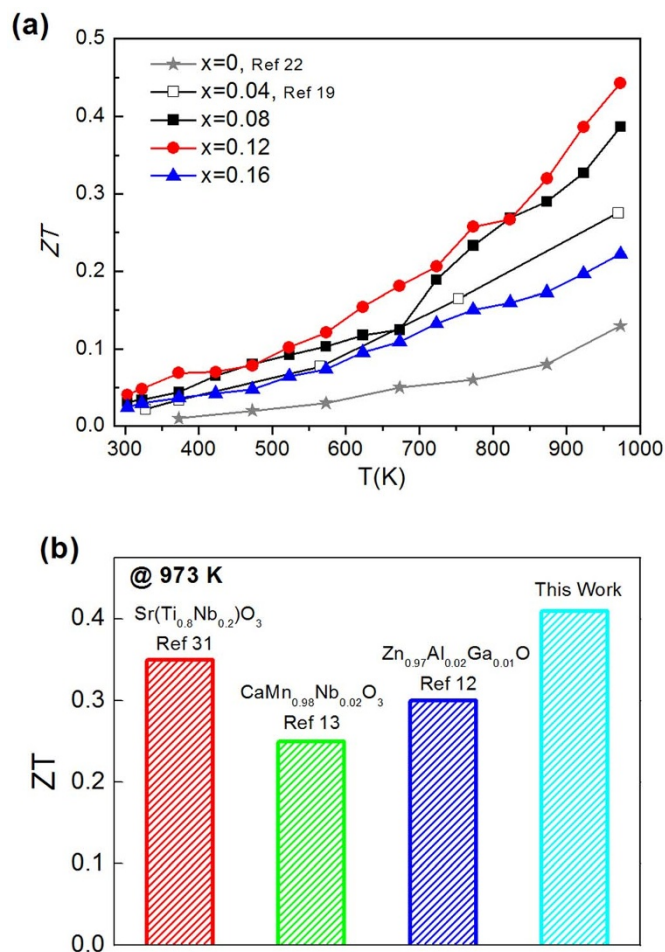 (a)
0.5
0.4
0.3
0.2
0.1
0.0
ZT
x=0, Ref 22
x=0.04, Ref 19
x=0.08
x=0.12
x=0.16
300 400 500 600 700 800 900 1000
T(K)
(b)
@ 973 K
0.4
0.3
0.2
0.1
0.0
ZT
Sr(Ti0.8Nb0.2)O3
Ref 31
CaMn0.98Nb0.02O3
Ref 13
Zn0.97Al0.02Ga0.01O
Ref 12
This Work